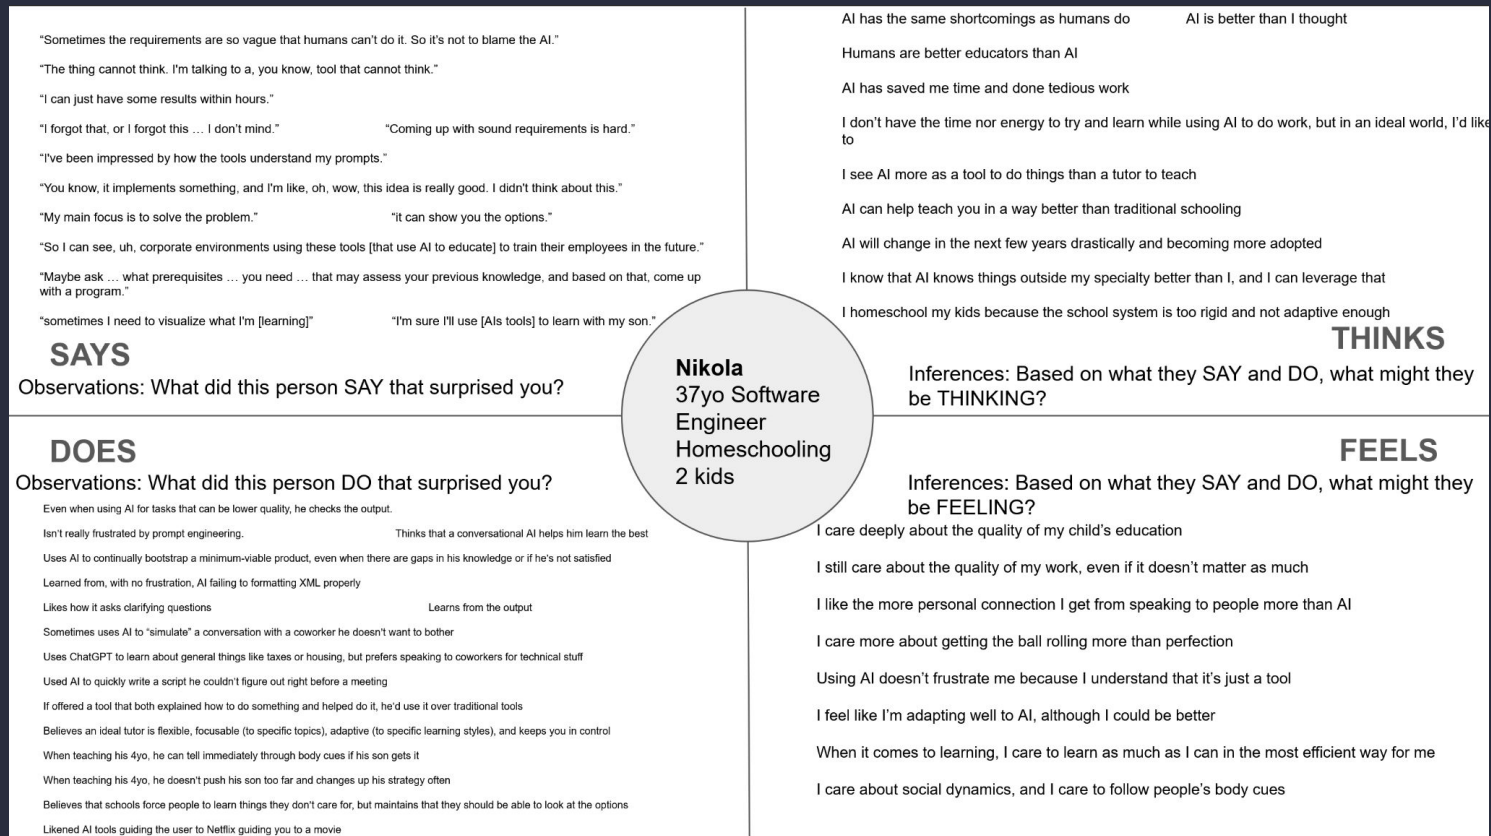 “Sometimes the requirements are so vague that humans can’t do it. So it’s not to blame the AI.”
“The thing cannot think. I'm talking to a, you know, tool that cannot think.”
“I can just have some results within hours.”
“I forgot that, or I forgot this … I don’t mind.”
“Coming up with sound requirements is hard.”
“I've been impressed by how the tools understand my prompts.”
“You know, it implements something, and I'm like, oh, wow, this idea is really good. I didn't think about this.”
“My main focus is to solve the problem.”
“it can show you the options.”
“So I can see, uh, corporate environments using these tools [that use AI to educate] to train their employees in the future.”
“Maybe ask … what prerequisites … you need … that may assess your previous knowledge, and based on that, come up
with a program.”
“sometimes I need to visualize what I'm [learning]”
“I'm sure I'll use [AIs tools] to learn with my son.”
SAYS
Observations: What did this person SAY that surprised you?
AI has the same shortcomings as humans do
AI is better than I thought
Humans are better educators than AI
AI has saved me time and done tedious work
I don’t have the time nor energy to try and learn while using AI to do work, but in an ideal world, I’d like
to
I see AI more as a tool to do things than a tutor to teach
AI can help teach you in a way better than traditional schooling
AI will change in the next few years drastically and becoming more adopted
I know that AI knows things outside my specialty better than I, and I can leverage that
I homeschool my kids because the school system is too rigid and not adaptive enough
THINKS
Inferences: Based on what they SAY and DO, what might they
be THINKING?
Nikola
37yo Software
Engineer
Homeschooling
2 kids
DOES
Observations: What did this person DO that surprised you?
Even when using AI for tasks that can be lower quality, he checks the output.
Isn't really frustrated by prompt engineering.
Thinks that a conversational AI helps him learn the best
Uses AI to continually bootstrap a minimum-viable product, even when there are gaps in his knowledge or if he's not satisfied
Learned from, with no frustration, AI failing to formatting XML properly
Likes how it asks clarifying questions
Learns from the output
Sometimes uses AI to “simulate” a conversation with a coworker he doesn't want to bother
Uses ChatGPT to learn about general things like taxes or housing, but prefers speaking to coworkers for technical stuff
Used AI to quickly write a script he couldn't figure out right before a meeting
If offered a tool that both explained how to do something and helped do it, he'd use it over traditional tools
Believes an ideal tutor is flexible, focusable (to specific topics), adaptive (to specific learning styles), and keeps you in control
When teaching his 4yo, he can tell immediately through body cues if his son gets it
When teaching his 4yo, he doesn't push his son too far and changes up his strategy often
Believes that schools force people to learn things they don't care for, but maintains that they should be able to look at the options
Likened AI tools guiding the user to Netflix guiding you to a movie
FEELS
Inferences: Based on what they SAY and DO, what might they
be FEELING?
I care deeply about the quality of my child’s education
I still care about the quality of my work, even if it doesn’t matter as much
I like the more personal connection I get from speaking to people more than AI
I care more about getting the ball rolling more than perfection
Using AI doesn’t frustrate me because I understand that it’s just a tool
I feel like I’m adapting well to AI, although I could be better
When it comes to learning, I care to learn as much as I can in the most efficient way for me
I care about social dynamics, and I care to follow people’s body cues